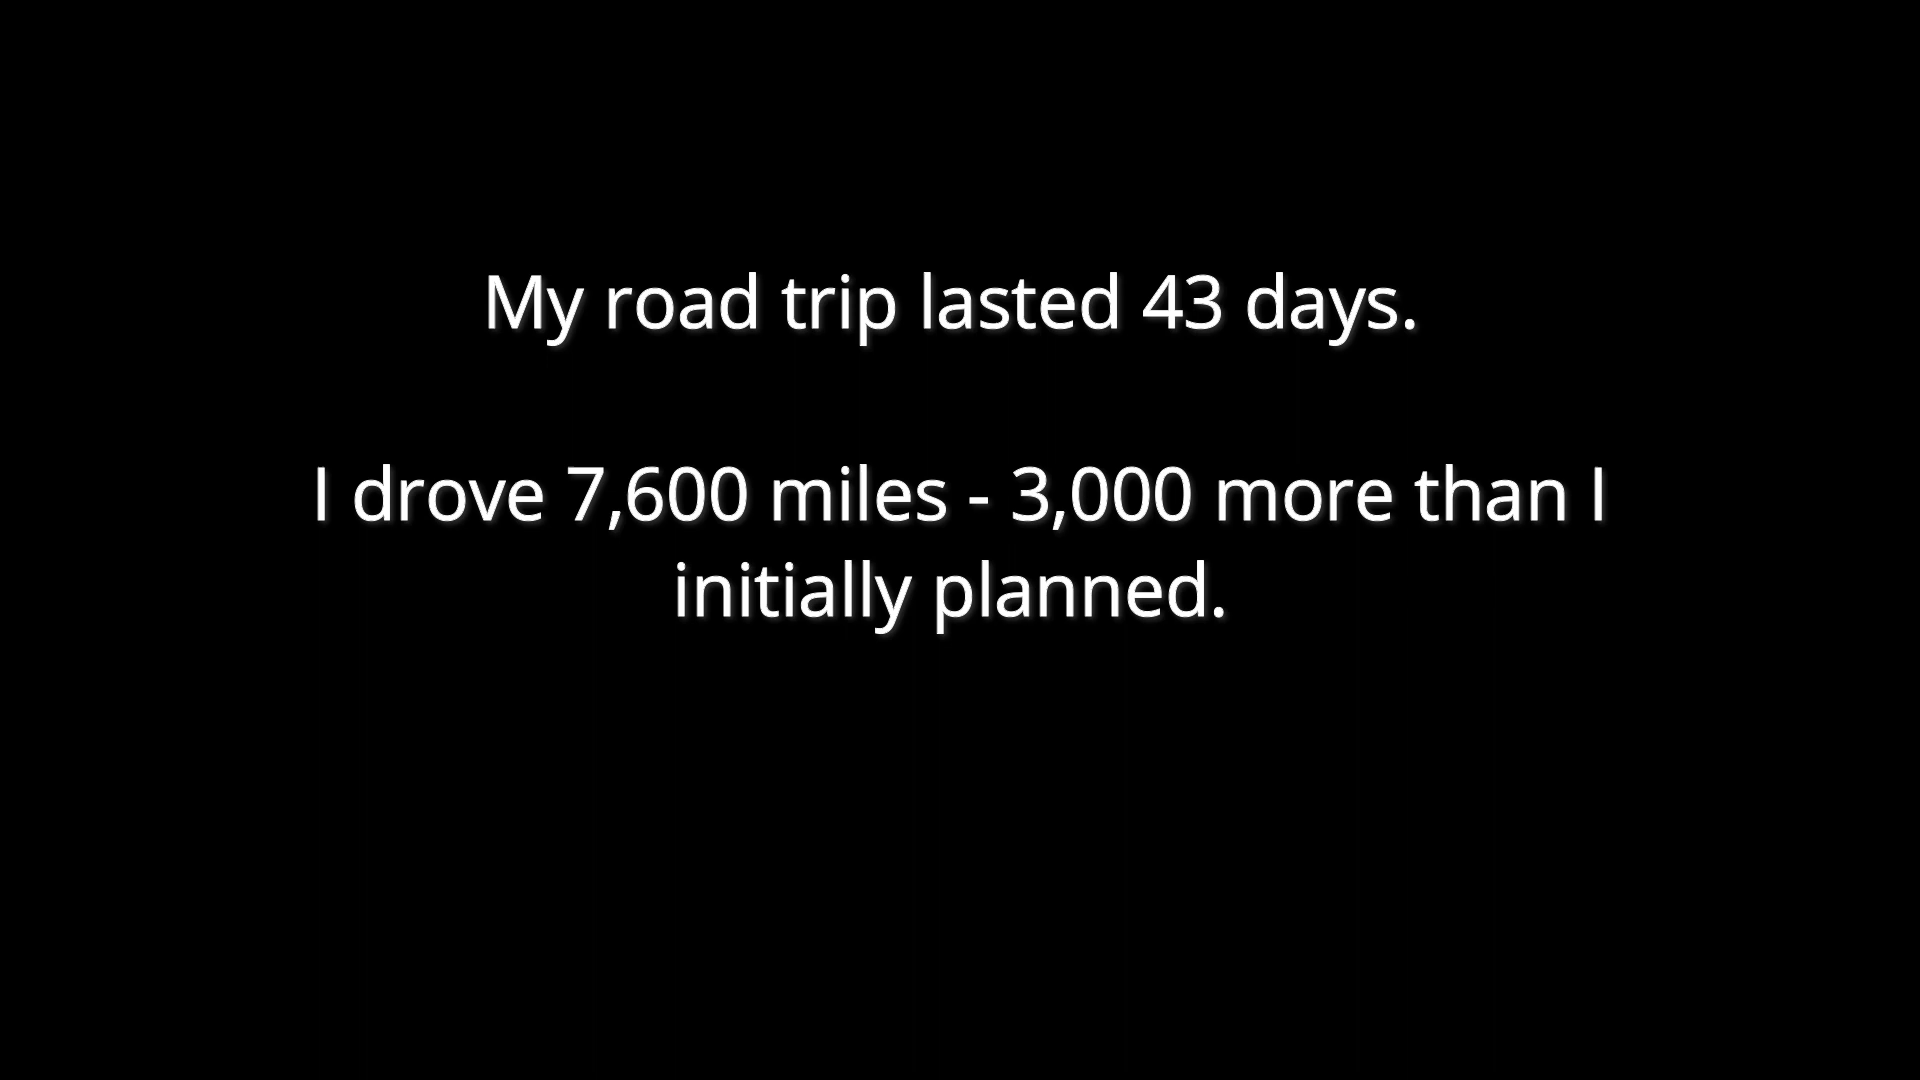 My road trip lasted 43 days.
I drove 7,600 miles - 3,000 more than I
initially planned.